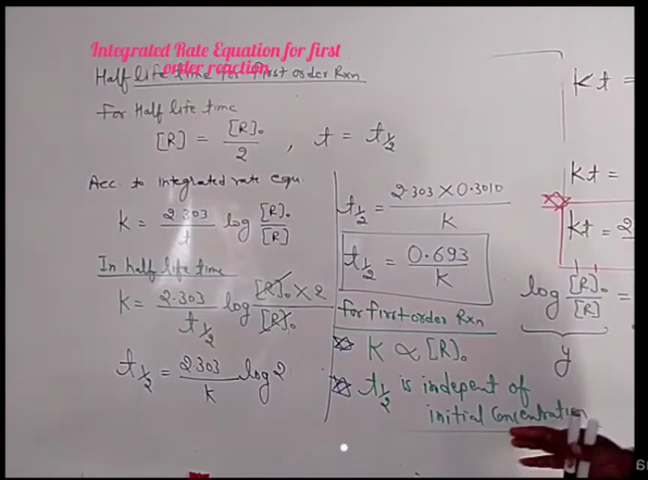 Integrated Rate Equation for first
order reaction
Half life time for First order Rxn
For Half life time
[R] = [R]₀/2 , t = t½
Acc. to Integrated rate equ.
K = 2.303/t log [R]₀/[R]
In half life time
K = 2.303/t½ log [R]₀×2/[R]₀
t½ = 2.303/K log 2
t½ = 2.303 × 0.3010/K
t½ = 0.693/K
for first order Rxn
K ∝ [R]₀
t½ is indepent of
initial concentration
Kt =
Kt =
Kt = 2
log [R]₀/[R] =
y